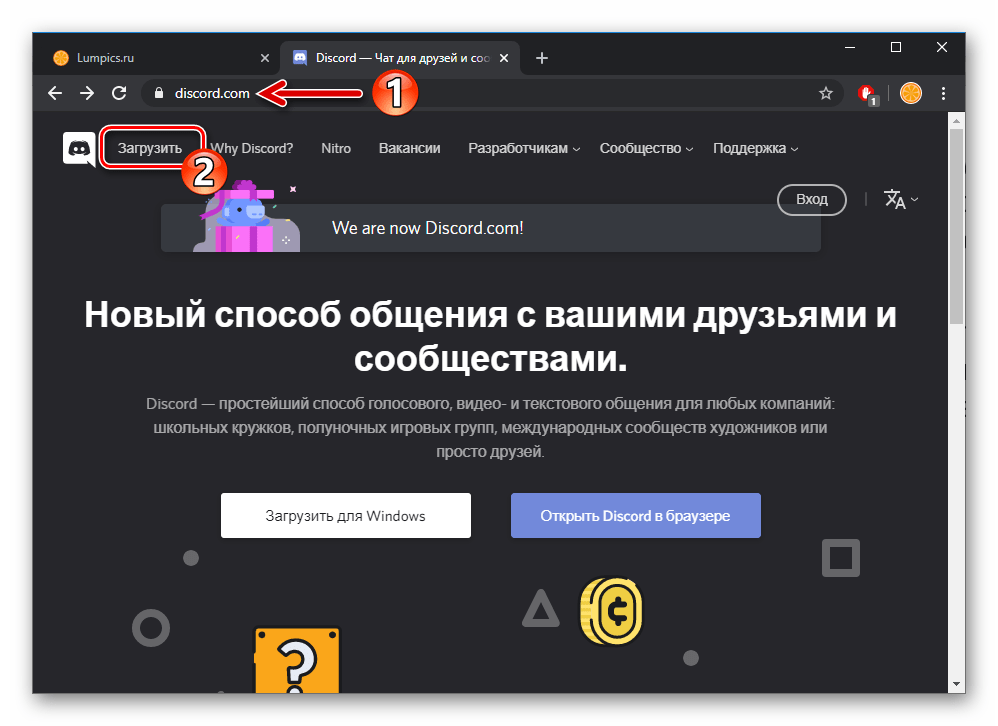 Lumpics.ru
Discord — Чат для друзей и соо
discord.com
1
1
Загрузить
Why Discord?
Nitro
Вакансии
Разработчикам
Сообщество
Поддержка
2
Вход
We are now Discord.com!
Новый способ общения с вашими друзьями и
сообществами.
Discord — простейший способ голосового, видео- и текстового общения для любых компаний:
школьных кружков, полуночных игровых групп, международных сообществ художников или
просто друзей.
Загрузить для Windows
Открыть Discord в браузере
¢
?